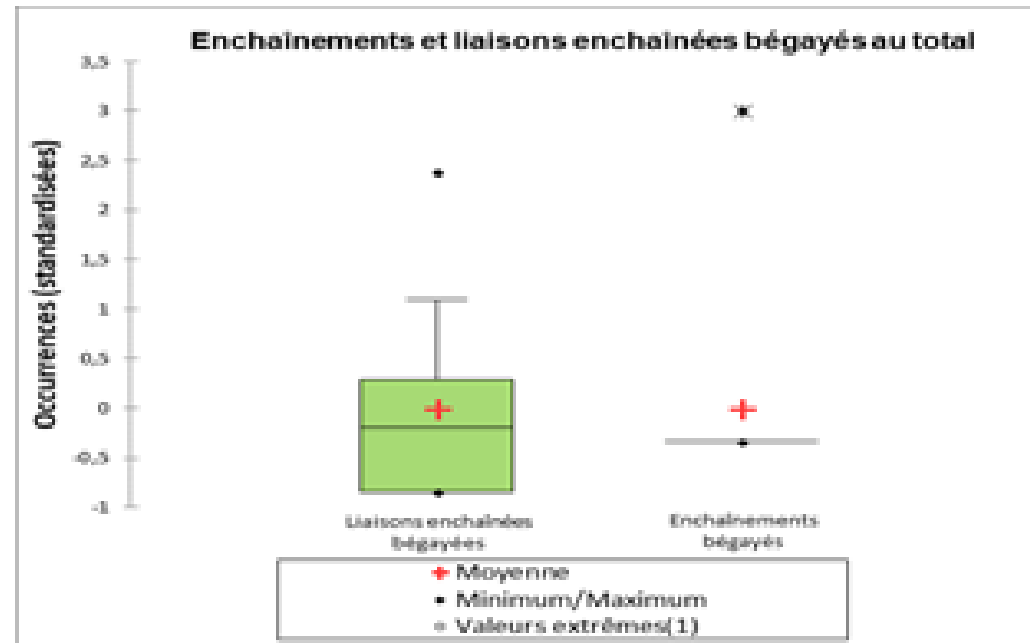 Enchaînements et liaisons enchaînées bégayés au total
Occurrences (standardisées)
3,5
3
2,5
2
1,5
1
0,5
0
-0,5
-1
Liaisons enchaînées
bégayées
Enchaînements
bégayés
Moyenne
Minimum/Maximum
Valeurs extrêmes(1)